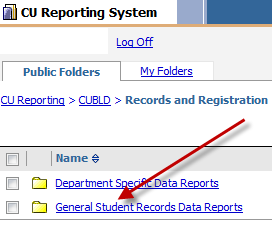 CU Reporting System
Log Off
Public Folders My Folders
CU Reporting > CUBLD > Records and Registration
Name
Department Specific Data Reports
General Student Records Data Reports